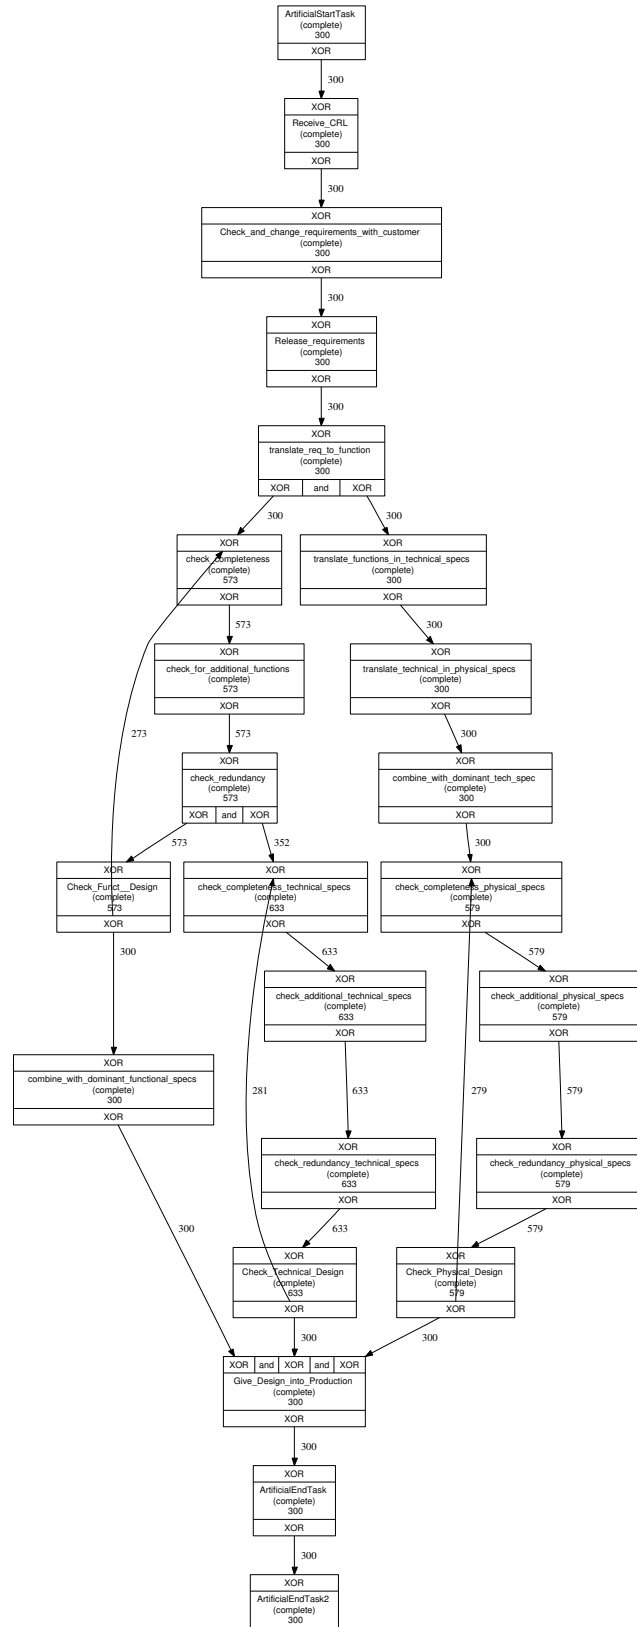 ArtificialStartTask
(complete)
300
XOR
300
XOR
Receive_CRL
(complete)
300
XOR
300
XOR
Check_and_change_requirements_with_customer
(complete)
300
XOR
300
XOR
Release_requirements
(complete)
300
XOR
300
XOR
translate_req_to_function
(complete)
300
XOR and XOR
300 300
XOR
check_completeness
(complete)
573
XOR
XOR
translate_functions_in_technical_specs
(complete)
300
XOR
573 300
XOR
check_for_additional_functions
(complete)
573
XOR
XOR
translate_technical_in_physical_specs
(complete)
300
XOR
273 573 300
XOR
check_redundancy
(complete)
573
XOR and XOR
XOR
combine_with_dominant_tech_spec
(complete)
300
XOR
573 352 300
XOR
Check_Funct__Design
(complete)
573
XOR
XOR
check_completeness_technical_specs
(complete)
633
XOR
XOR
check_completeness_physical_specs
(complete)
579
XOR
300 633 579
XOR
check_additional_technical_specs
(complete)
633
XOR
XOR
check_additional_physical_specs
(complete)
579
XOR
XOR
combine_with_dominant_functional_specs
(complete)
300
XOR
281 633 279 579
XOR
check_redundancy_technical_specs
(complete)
633
XOR
XOR
check_redundancy_physical_specs
(complete)
579
XOR
300 633 579
XOR
Check_Technical_Design
(complete)
633
XOR
XOR
Check_Physical_Design
(complete)
579
XOR
300 300
XOR and XOR and XOR
Give_Design_into_Production
(complete)
300
XOR
300
XOR
ArtificialEndTask
(complete)
300
XOR
300
XOR
ArtificialEndTask2
(complete)
300